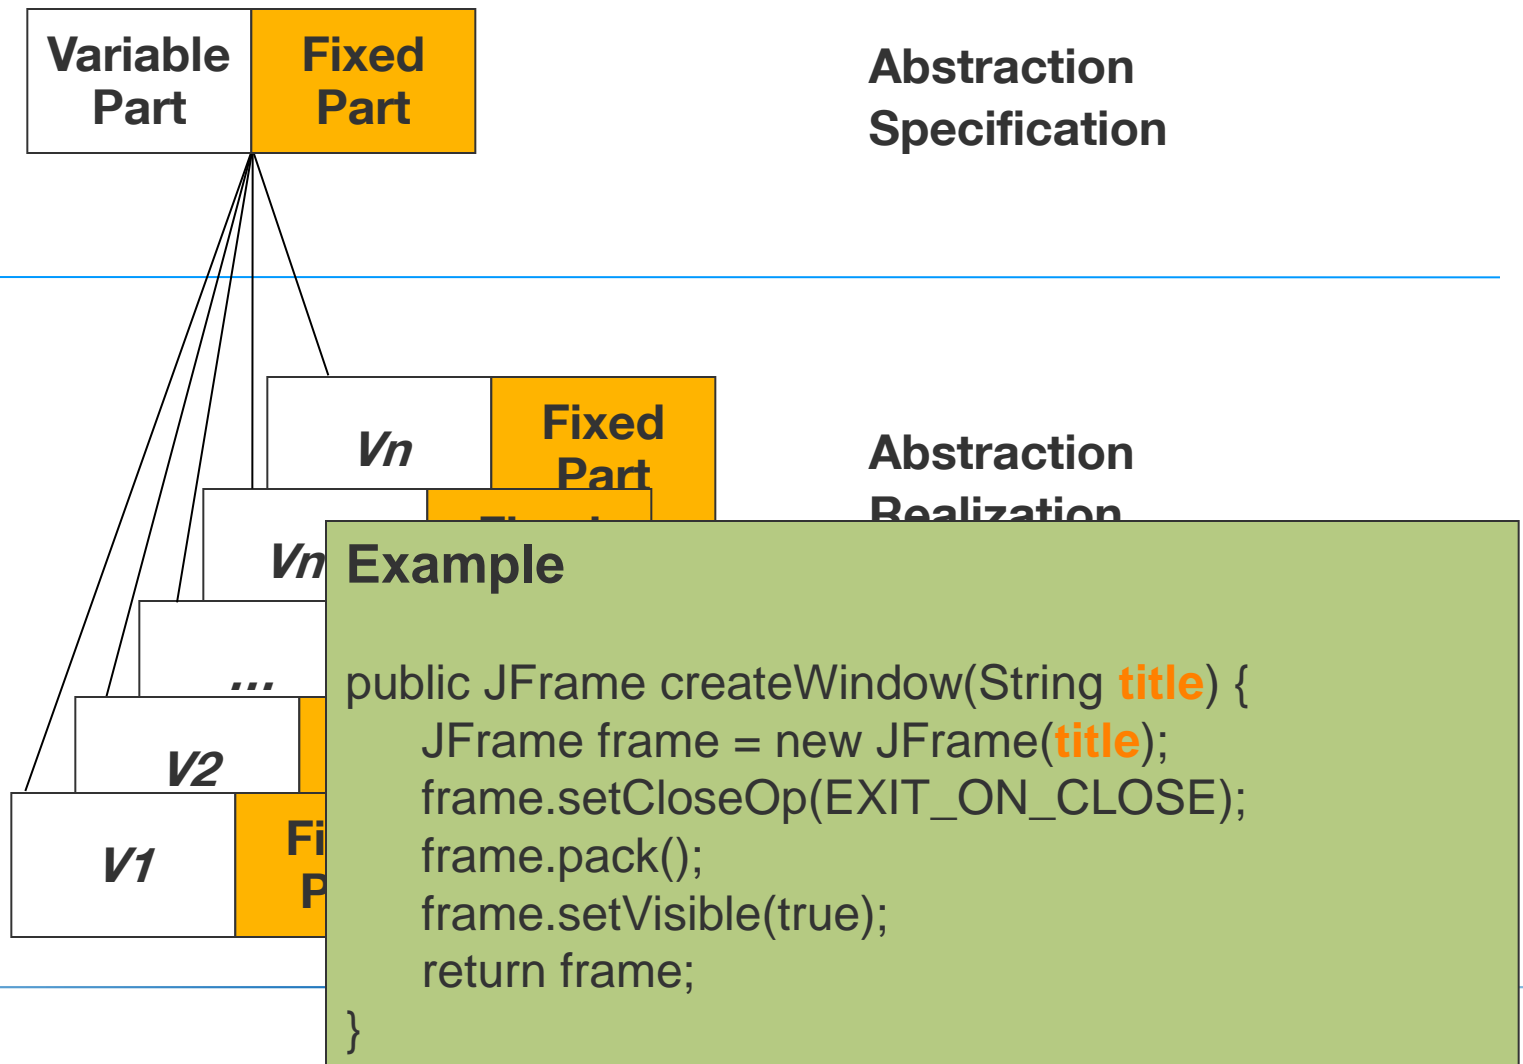 Variable
Part
Fixed
Part
Abstraction
Specification
Vn
Fixed
Part
Abstraction
Realization
Vn
...
V2
V1
Example
public JFrame createWindow(String title) {
JFrame frame = new JFrame(title);
frame.setCloseOp(EXIT_ON_CLOSE);
frame.pack();
frame.setVisible(true);
return frame;
}